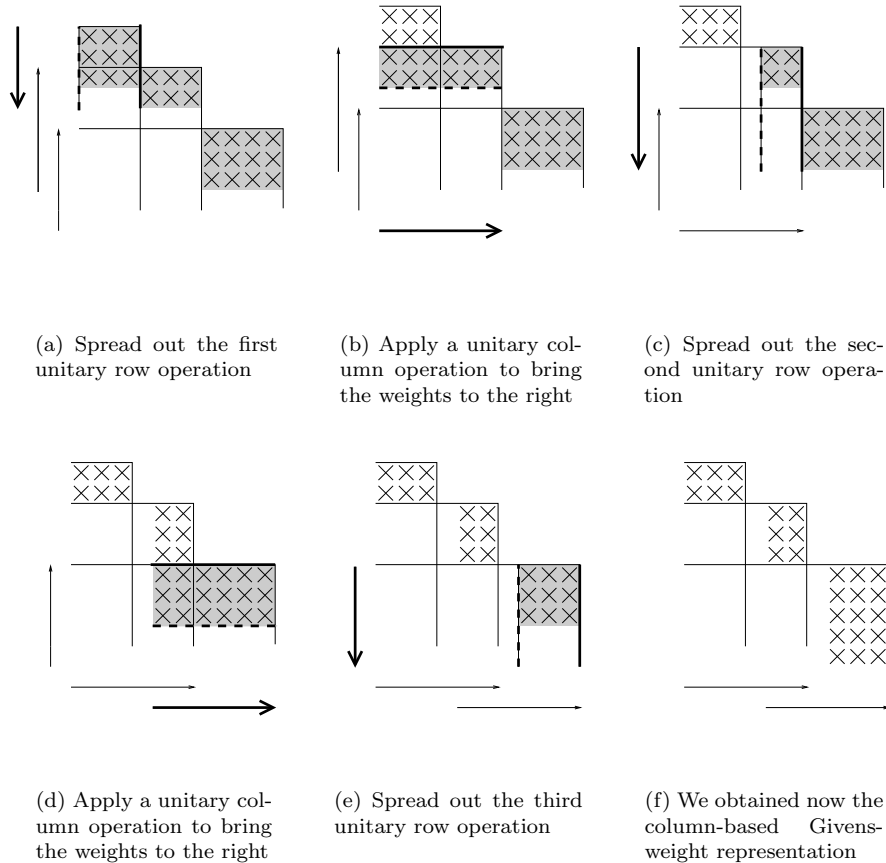 (a) Spread out the first
unitary row operation
(b) Apply a unitary col-
umn operation to bring
the weights to the right
(c) Spread out the sec-
ond unitary row opera-
tion
(d) Apply a unitary col-
umn operation to bring
the weights to the right
(e) Spread out the third
unitary row operation
(f) We obtained now the
column-based Givens-
weight representation